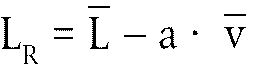 L_R = L̅ − a · v̅